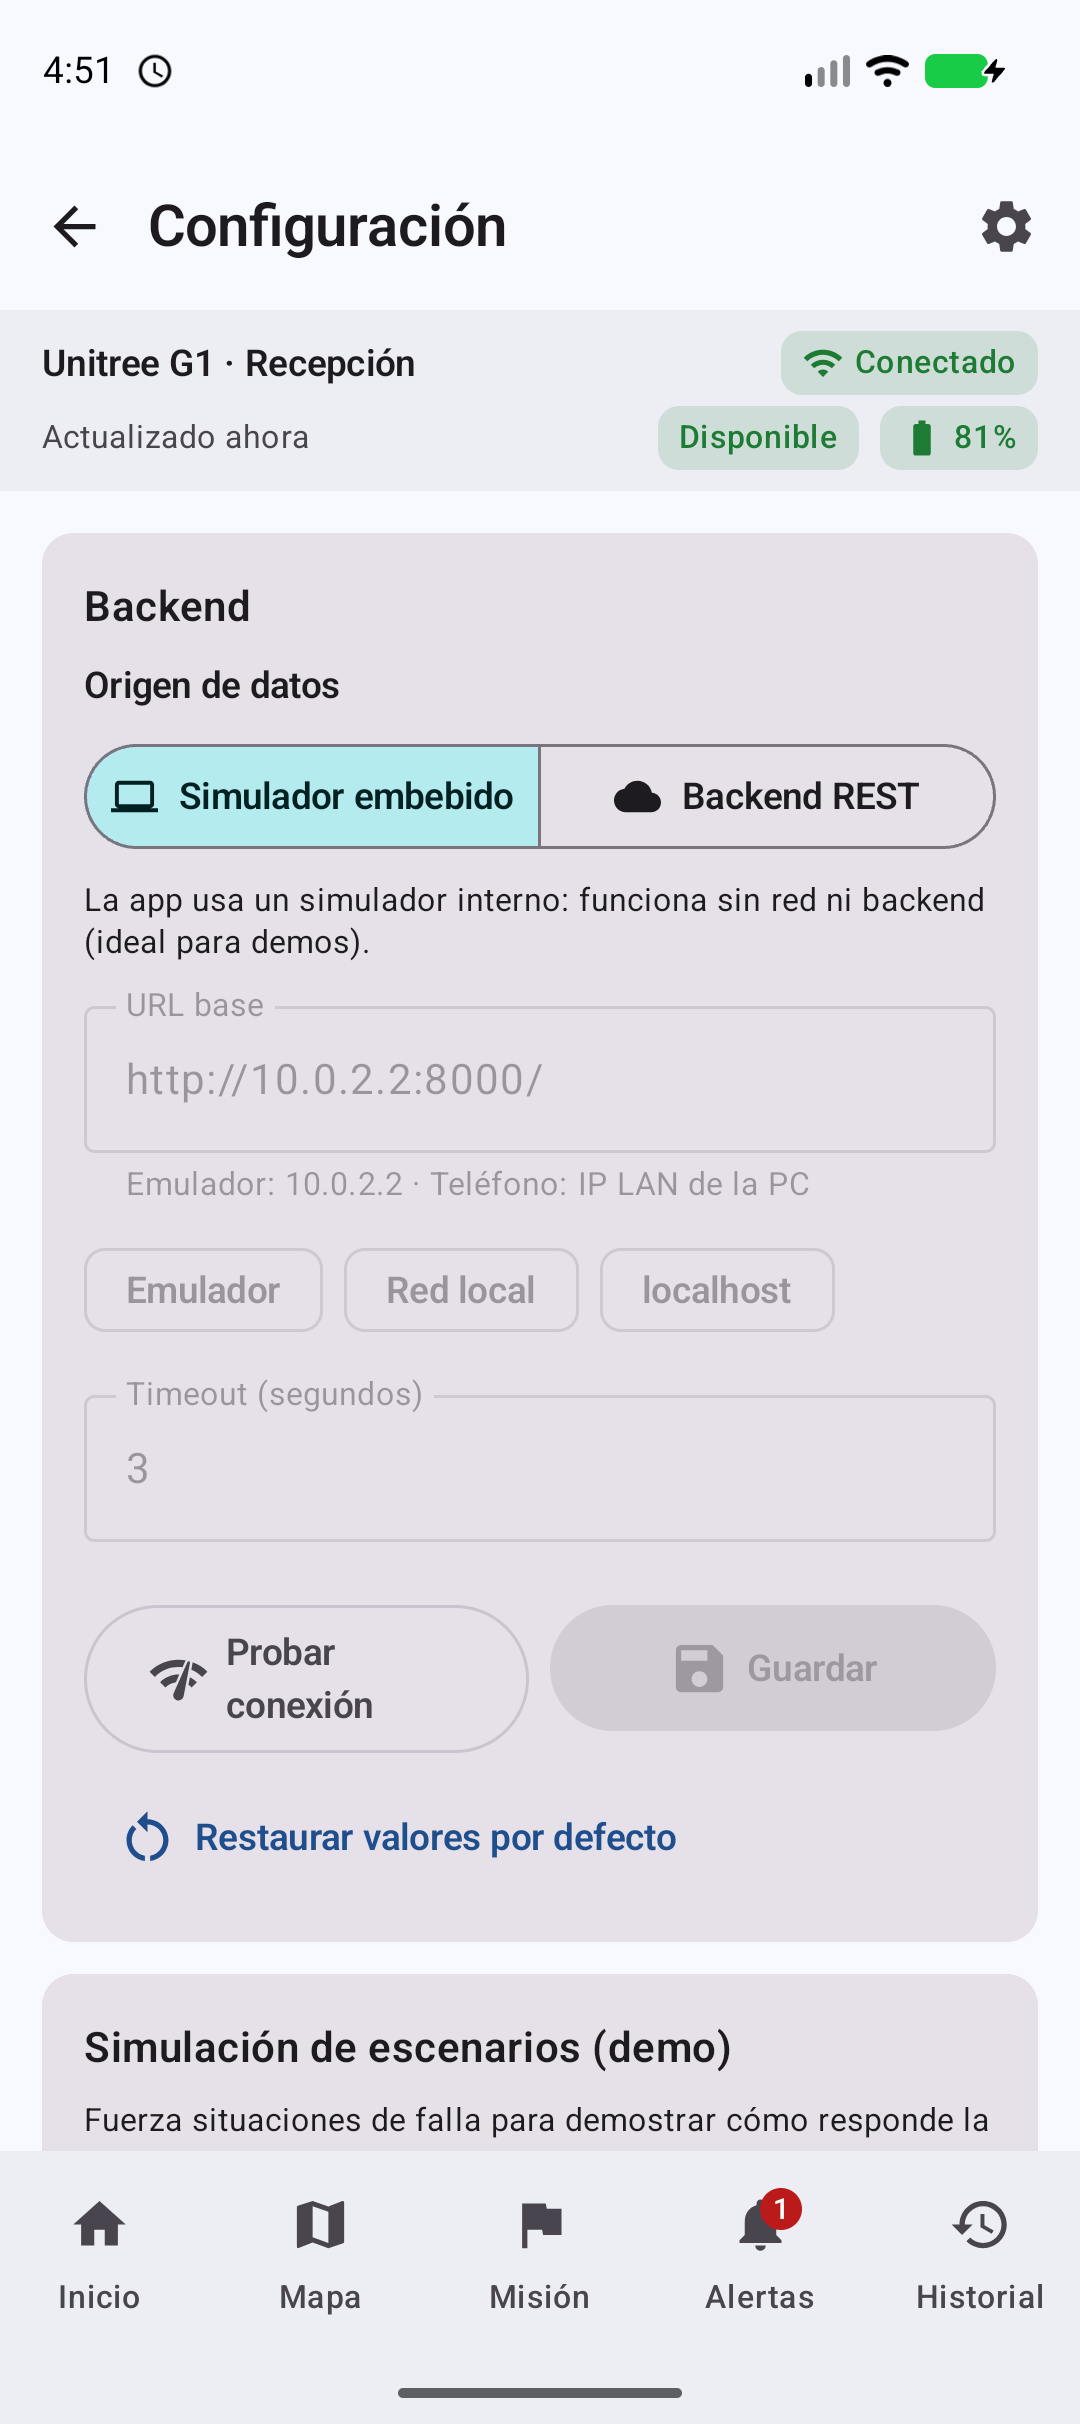 4:51
Configuración
Unitree G1 · Recepción
Conectado
Actualizado ahora
Disponible
81%
Backend
Origen de datos
Simulador embebido
Backend REST
La app usa un simulador interno: funciona sin red ni backend
(ideal para demos).
URL base
http://10.0.2.2:8000/
Emulador: 10.0.2.2 · Teléfono: IP LAN de la PC
Emulador
Red local
localhost
Timeout (segundos)
3
Probar
conexión
Guardar
Restaurar valores por defecto
Simulación de escenarios (demo)
Fuerza situaciones de falla para demostrar cómo responde la
1
Inicio
Mapa
Misión
Alertas
Historial